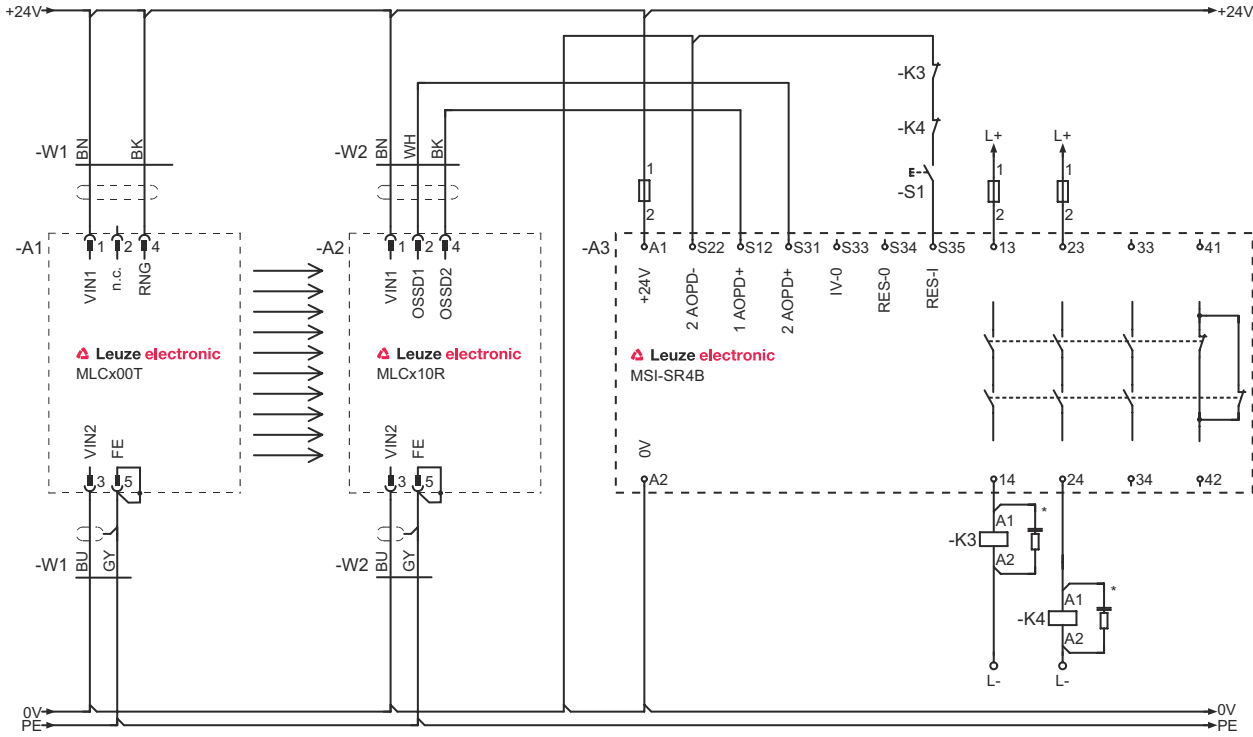 +24V +24V
-K3
-K4
-W1 BN BK -W2 BN WH BK L+ L+
1 1 1
E -S1
2 2 2
-A1 1 2 4 -A2 1 2 4 -A3 A1 S22 S12 S31 S33 S34 S35 13 23 33 41
VIN1 n.c. RNG VIN1 OSSD1 OSSD2 +24V 2 AOPD- 1 AOPD+ 2 AOPD+ IV-0 RES-0 RES-I
Leuze electronic Leuze electronic Leuze electronic
MLCx00T MLCx10R MSI-SR4B
VIN2 FE VIN2 FE 0V
3 5 3 5 A2 14 24 34 42
A1 *
-K3
A2
-W1 BU GY -W2 BU GY
A1 *
-K4
A2
L- L-
0V 0V
PE PE